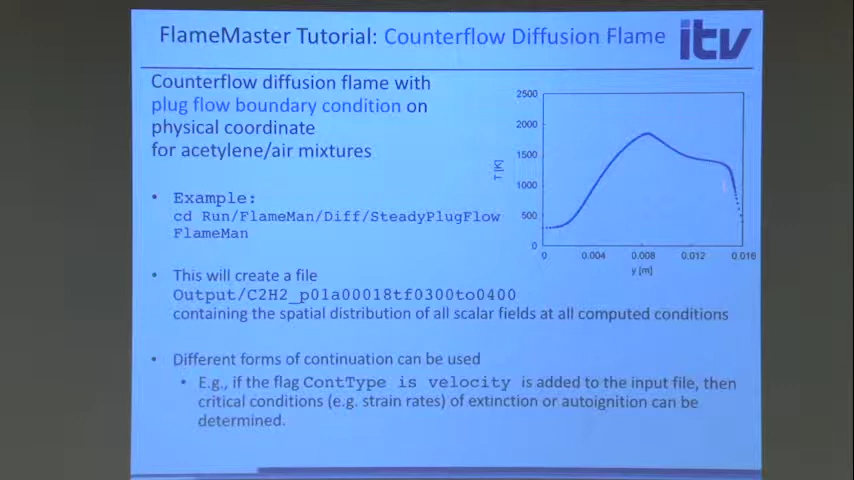 FlameMaster Tutorial: Counterflow Diffusion Flame
itv
Counterflow diffusion flame with
plug flow boundary condition on
physical coordinate
for acetylene/air mixtures
• Example:
cd Run/FlameMan/Diff/SteadyPlugFlow
FlameMan
• This will create a file
Output/C2H2_p01a00018tf0300to0400
containing the spatial distribution of all scalar fields at all computed conditions
• Different forms of continuation can be used
• E.g., if the flag ContType is velocity is added to the input file, then
critical conditions (e.g. strain rates) of extinction or autoignition can be
determined.
2500
2000
1500
1000
500
0
T [K]
0 0.004 0.008 0.012 0.016
y [m]